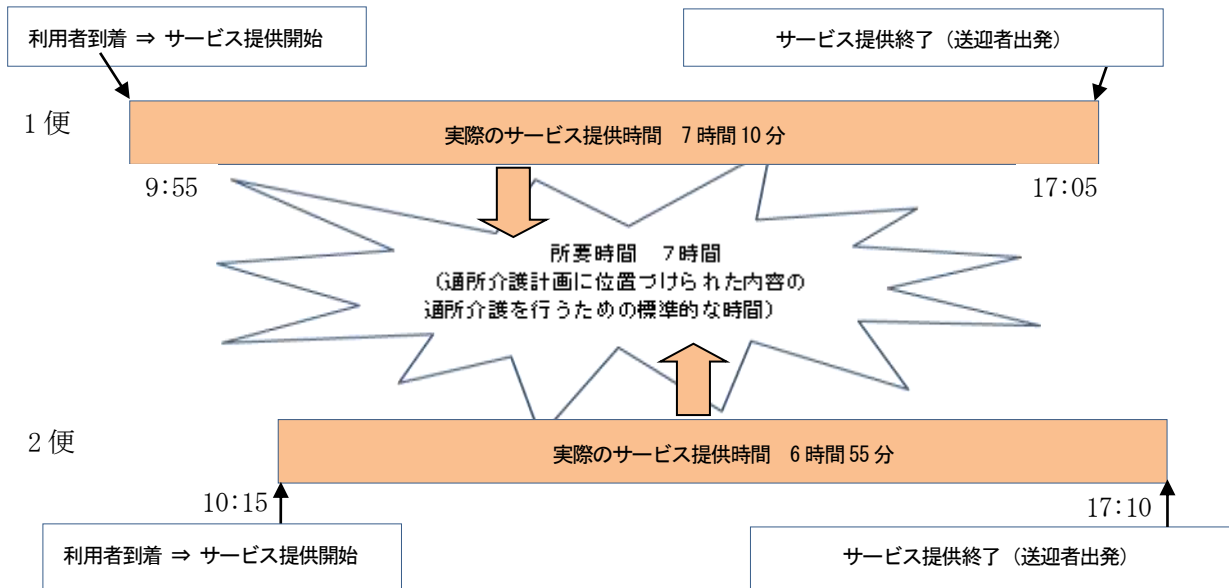 利用者到着 ⇒ サービス提供開始
サービス提供終了（送迎者出発）
1便
実際のサービス提供時間　7時間10分
9:55
17:05
所要時間　7時間
（通所介護計画に位置づけられた内容の
通所介護を行うための標準的な時間）
2便
実際のサービス提供時間　6時間55分
10:15
17:10
利用者到着 ⇒ サービス提供開始
サービス提供終了（送迎者出発）